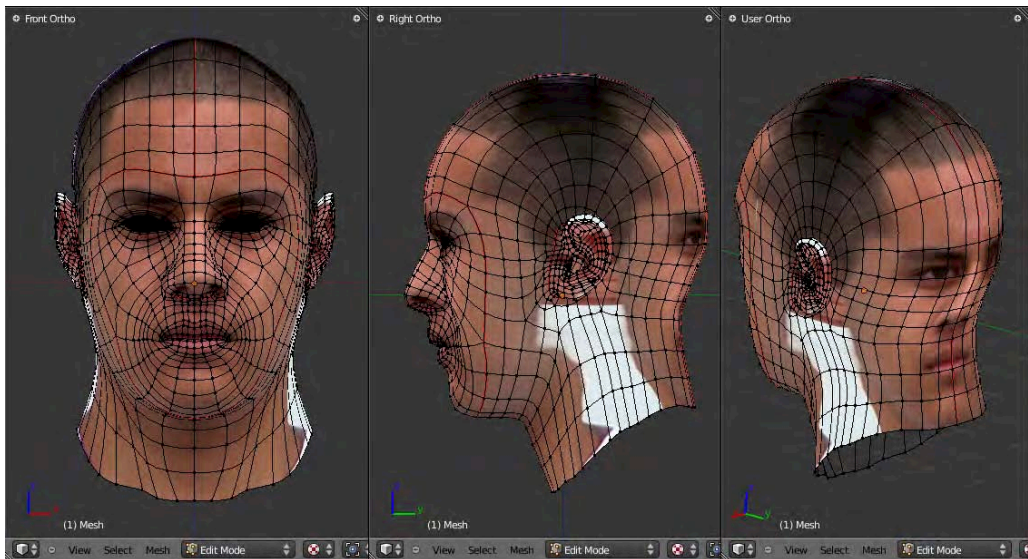 Front Ortho
(1) Mesh
View Select Mesh Edit Mode
Right Ortho
y
(1) Mesh
View Select Mesh Edit Mode
User Ortho
y
(1) Mesh
View Select Mesh Edit Mode